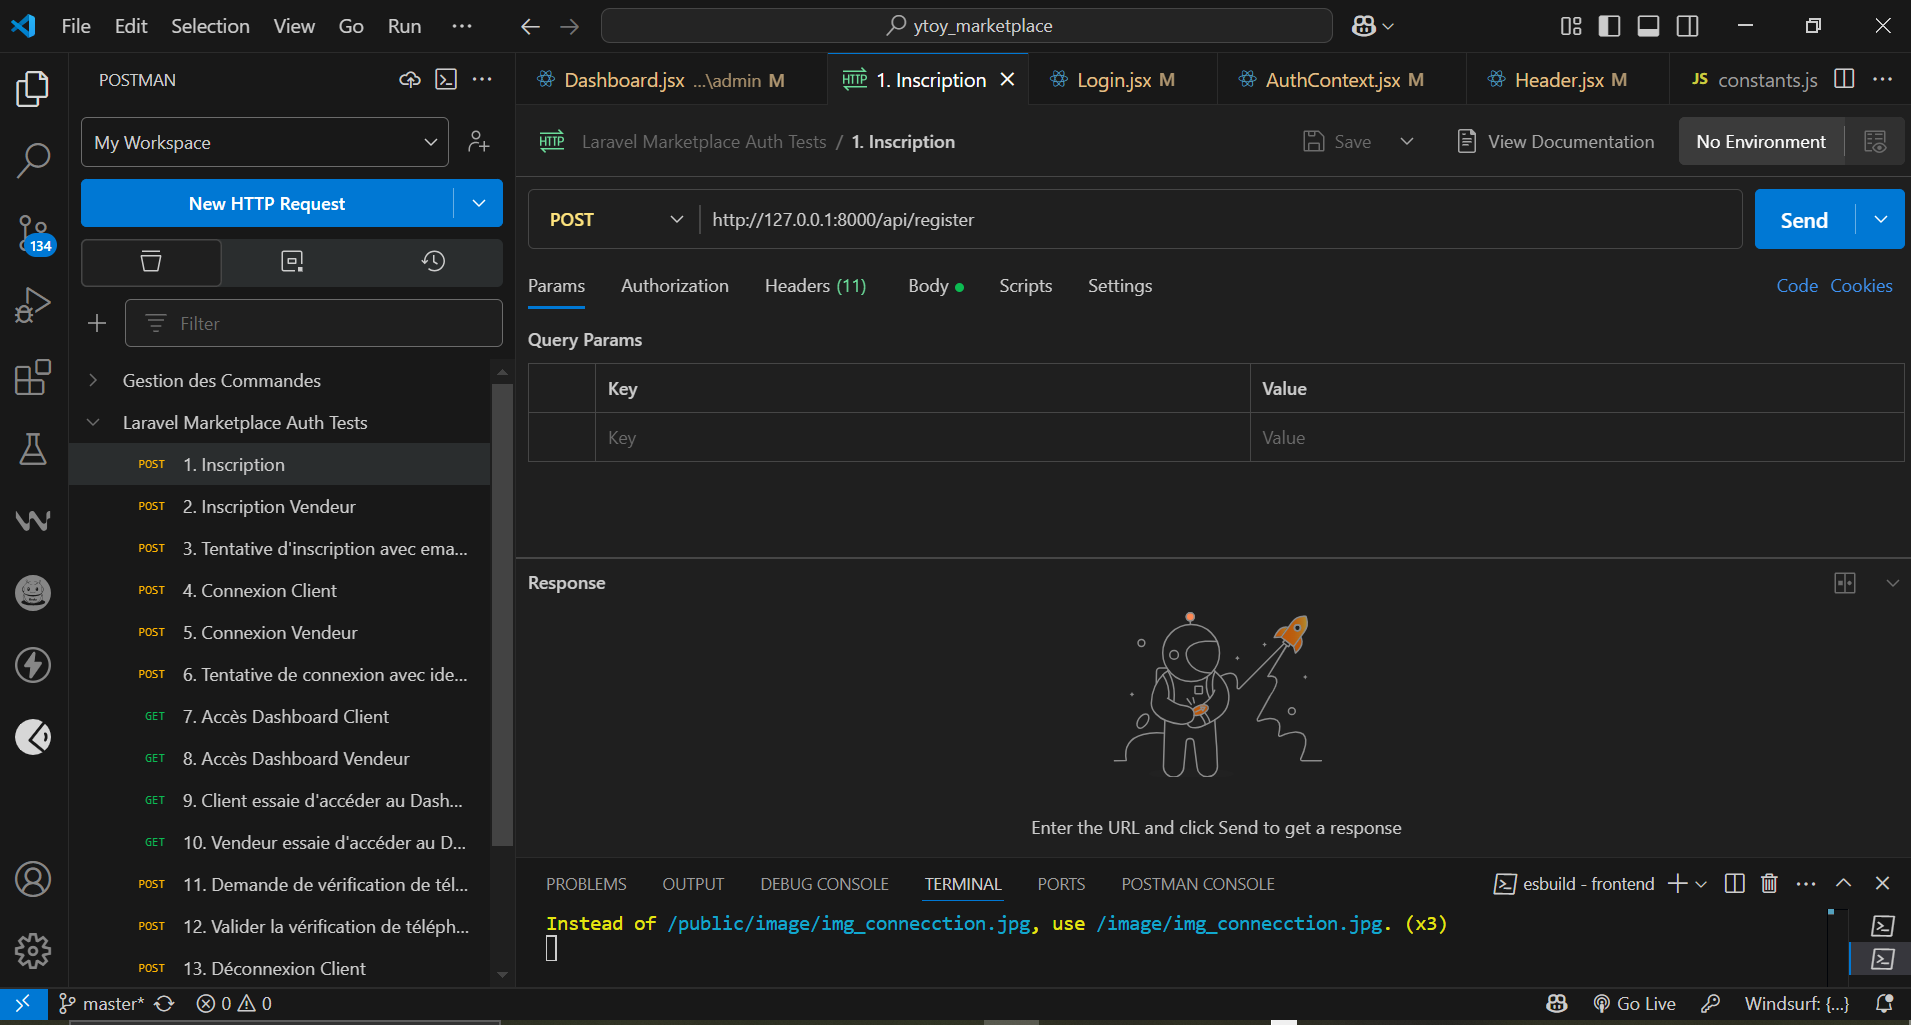 File Edit Selection View Go Run ··· ytoy_marketplace
POSTMAN
My Workspace
New HTTP Request
134
Filter
Gestion des Commandes
Laravel Marketplace Auth Tests
POST 1. Inscription
POST 2. Inscription Vendeur
POST 3. Tentative d'inscription avec ema...
POST 4. Connexion Client
POST 5. Connexion Vendeur
POST 6. Tentative de connexion avec ide...
GET 7. Accès Dashboard Client
GET 8. Accès Dashboard Vendeur
GET 9. Client essaie d'accéder au Dash...
GET 10. Vendeur essaie d'accéder au D...
POST 11. Demande de vérification de tél...
POST 12. Valider la vérification de téléph...
POST 13. Déconnexion Client
Dashboard.jsx ...\admin M HTTP 1. Inscription Login.jsx M AuthContext.jsx M Header.jsx M JS constants.js ···
HTTP Laravel Marketplace Auth Tests / 1. Inscription Save View Documentation No Environment
POST http://127.0.0.1:8000/api/register Send
Params Authorization Headers (11) Body Scripts Settings Code Cookies
Query Params
Key Value
Key Value
Response
Enter the URL and click Send to get a response
PROBLEMS OUTPUT DEBUG CONSOLE TERMINAL PORTS POSTMAN CONSOLE esbuild - frontend ···
Instead of /public/image/img_connecction.jpg, use /image/img_connecction.jpg. (x3)
master* 0 0 Go Live Windsurf: {...}